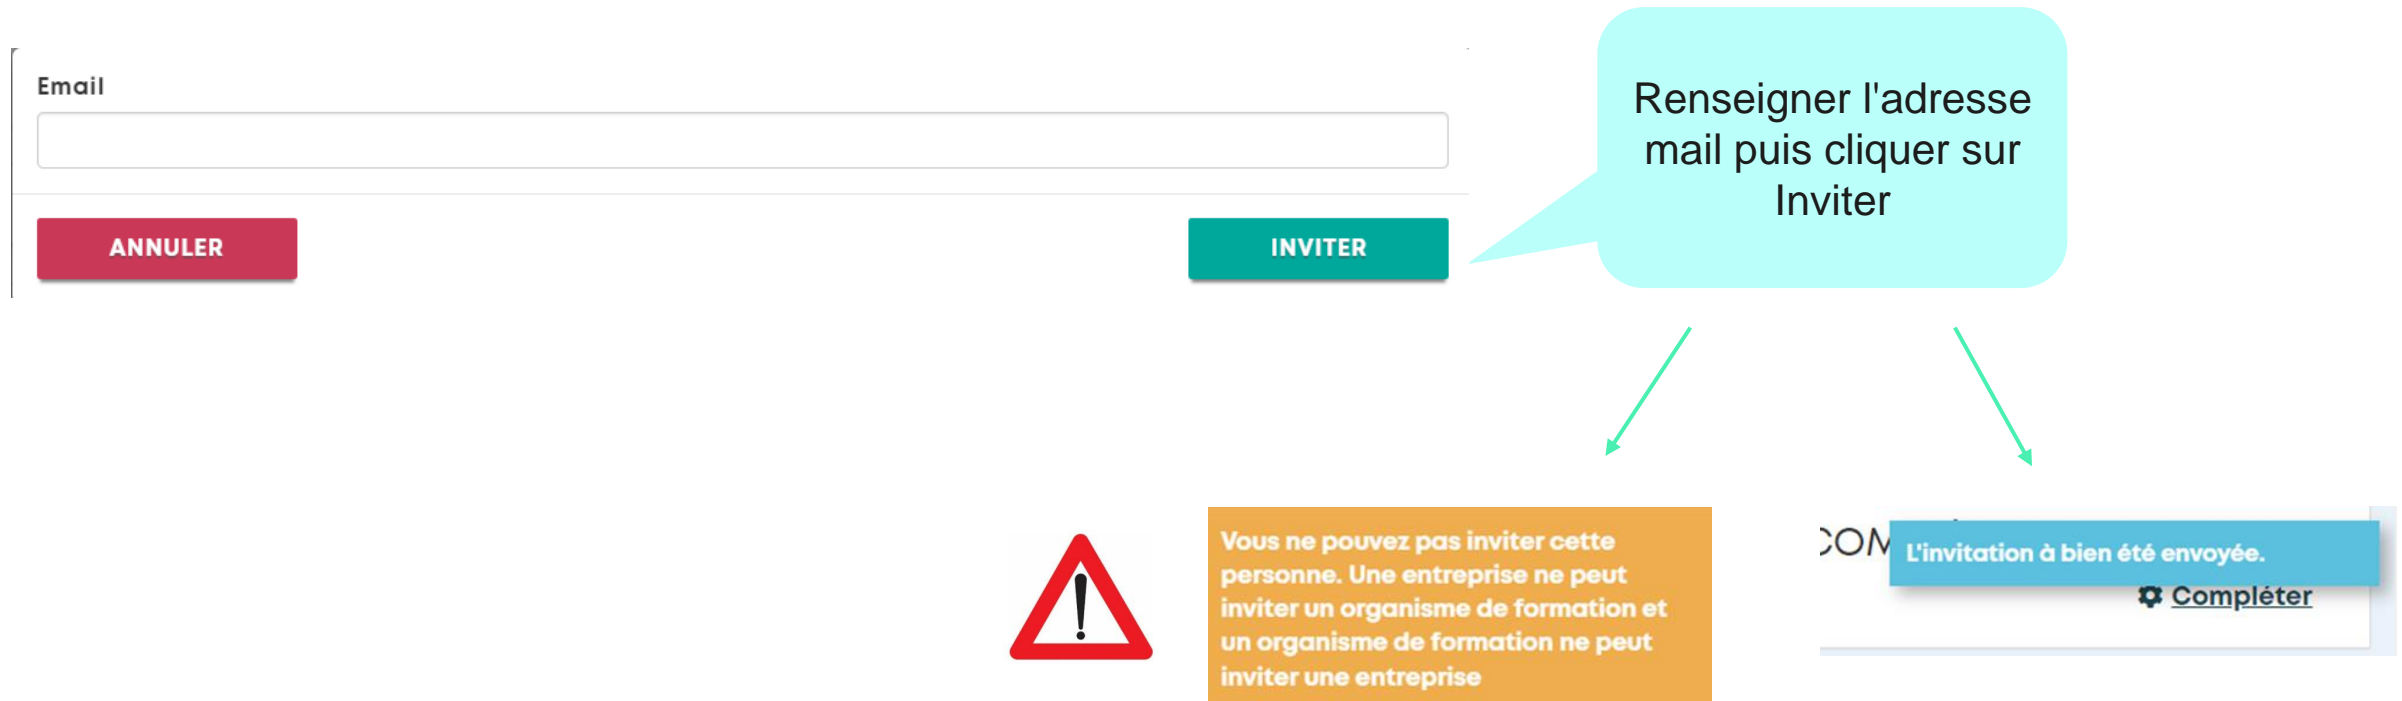 Email
ANNULER
INVITER
Renseigner l'adresse
mail puis cliquer sur
Inviter
Vous ne pouvez pas inviter cette
personne. Une entreprise ne peut
inviter un organisme de formation et
un organisme de formation ne peut
inviter une entreprise
L'invitation à bien été envoyée.
Compléter